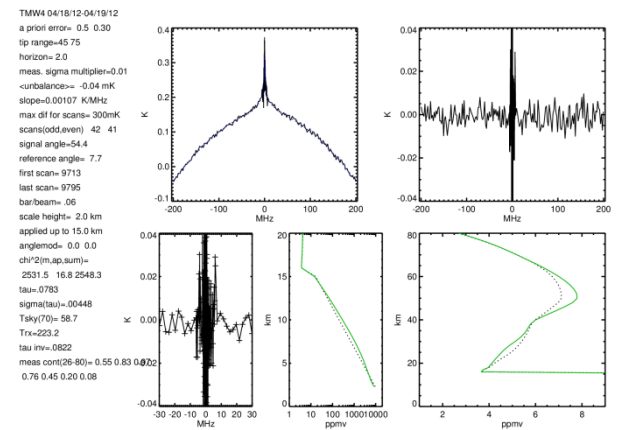 TMW4 04/18/12-04/19/12
a priori error= 0.5 0.30
tip range=45 75
horizon= 2.0
meas. sigma multiplier=0.01
<unbalance>= -0.04 mK
slope=0.00107 K/MHz
max dif for scans= 300mK
scans(odd,even) 42 41
signal angle=54.4
reference angle= 7.7
first scan= 9713
last scan= 9795
bar/beam= .06
scale height= 2.0 km
applied up to 15.0 km
anglemod= 0.0 0.0
chi^2(m,ap,sum)=
2531.5 16.8 2548.3
tau=.0783
sigma(tau)=.00448
Tsky(70)= 58.7
Trx=223.2
tau inv=.0822
meas cont(26-80)= 0.55 0.83
0.76 0.45 0.20 0.08
0.4
0.3
0.2
0.1
0.0
-0.1
K
-200 -100 0 100 200
MHz
0.04
0.02
0.00
-0.02
-0.04
K
-200 -100 0 100 200
MHz
0.04
0.02
0.00
-0.04
K
-30 -20 -10 0 10 20 30
MHz
20
15
10
5
0
km
1 10 100 1000 10000
ppmv
80
60
40
20
0
km
2 4 6 8
ppmv